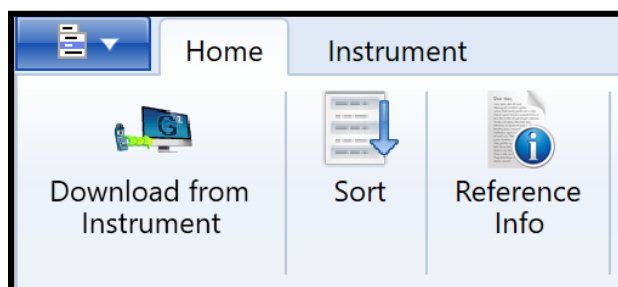 Home
Instrument
Download from
Instrument
Sort
Reference
Info